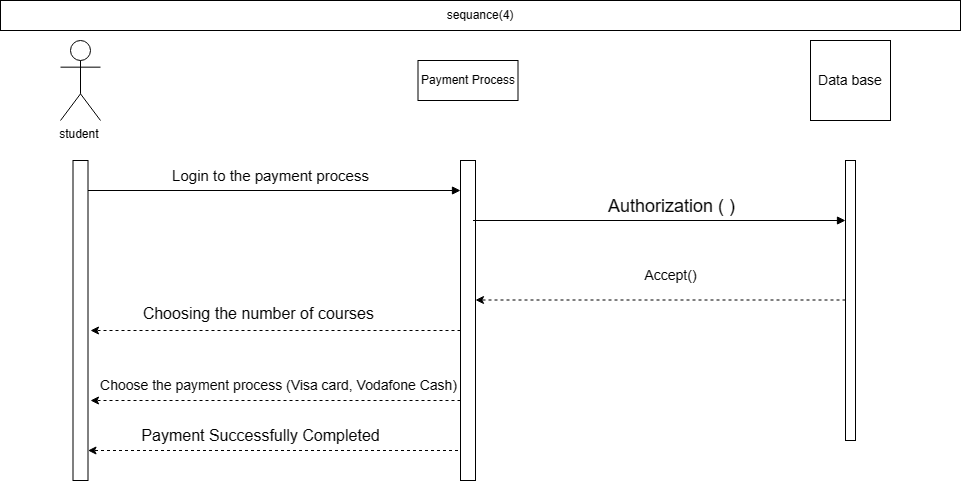 sequance(4)
student
Payment Process
Data base
Login to the payment process
Authorization ( )
Accept()
Choosing the number of courses
Choose the payment process (Visa card, Vodafone Cash)
Payment Successfully Completed